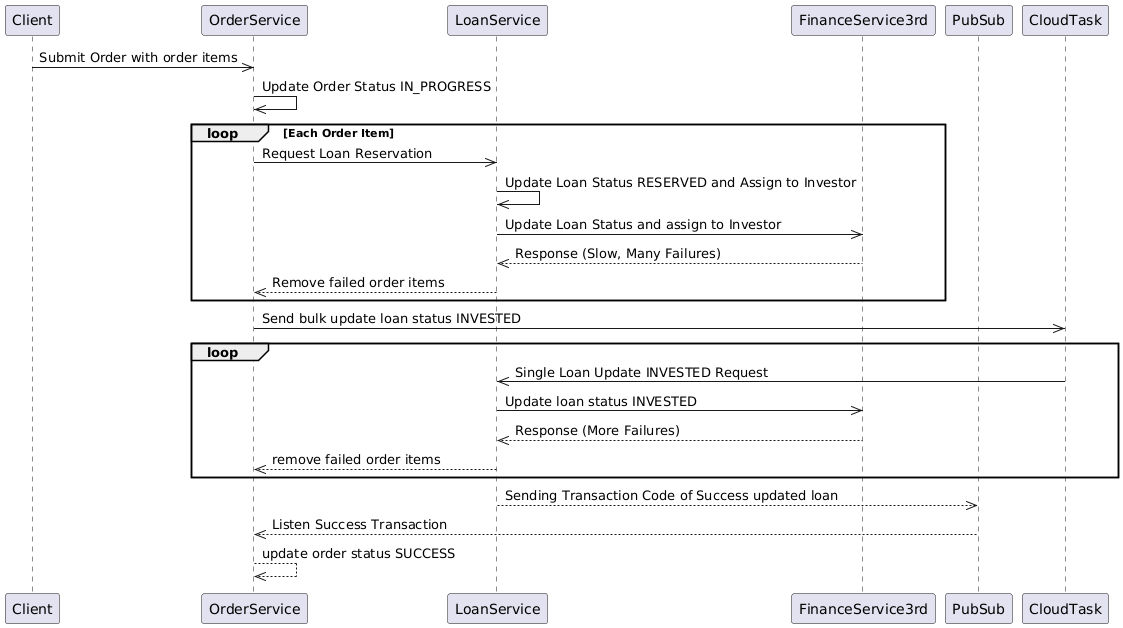 Client OrderService LoanService FinanceService3rd PubSub CloudTask
Submit Order with order items
Update Order Status IN_PROGRESS
loop [Each Order Item]
Request Loan Reservation
Update Loan Status RESERVED and Assign to Investor
Update Loan Status and assign to Investor
Response (Slow, Many Failures)
Remove failed order items
Send bulk update loan status INVESTED
loop
Single Loan Update INVESTED Request
Update loan status INVESTED
Response (More Failures)
remove failed order items
Sending Transaction Code of Success updated loan
Listen Success Transaction
update order status SUCCESS
Client OrderService LoanService FinanceService3rd PubSub CloudTask